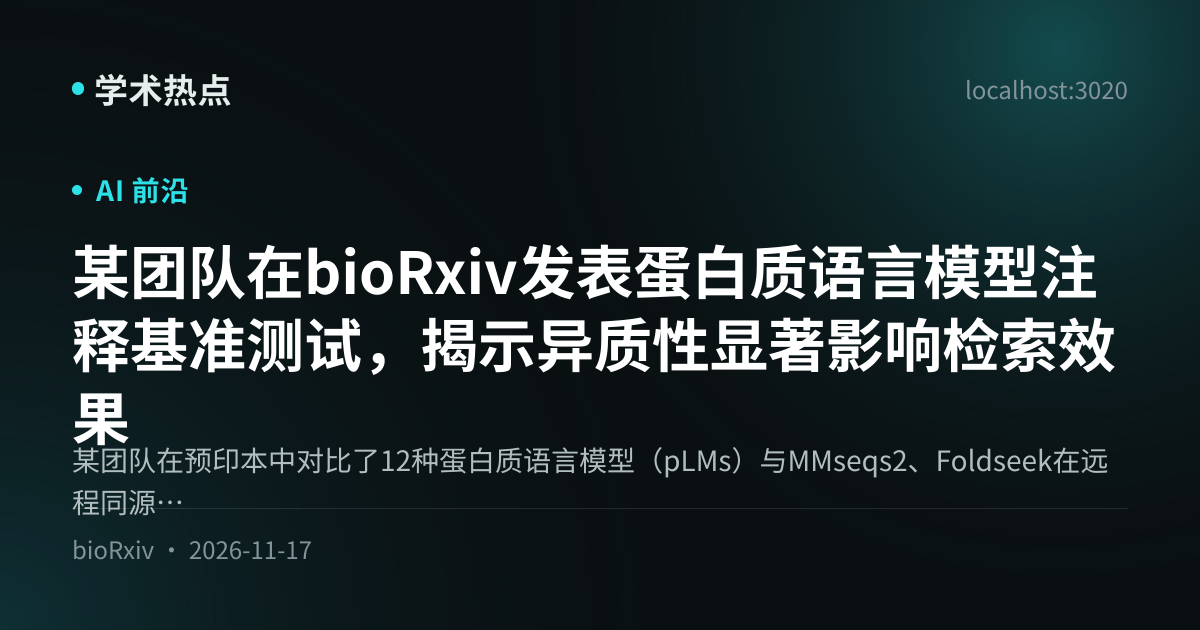 学术热点
localhost:3020
AI 前沿
某团队在bioRxiv发表蛋白质语言模型注
释基准测试，揭示异质性显著影响检索效
果
某团队在预印本中对比了12种蛋白质语言模型（pLMs）与MMseqs2、Foldseek在远
程同源…
bioRxiv · 2026-11-17